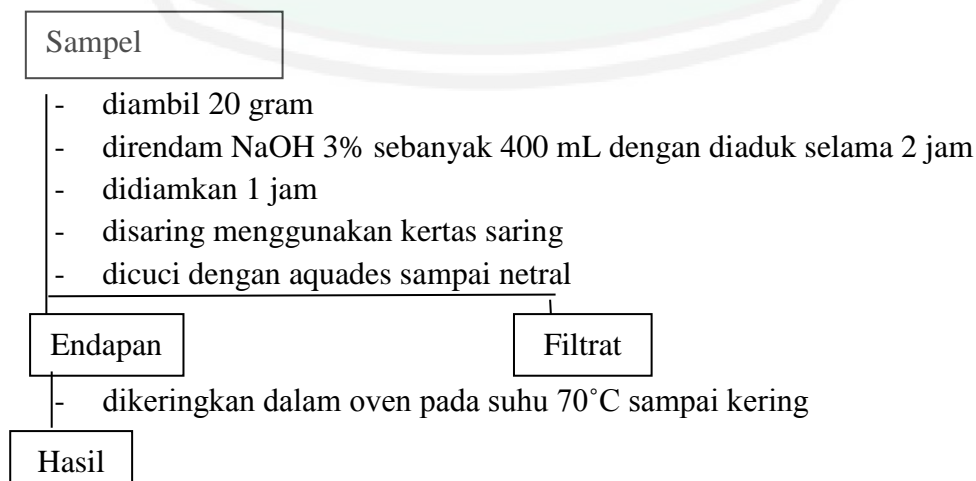 Sampel
- diambil 20 gram
- direndam NaOH 3% sebanyak 400 mL dengan diaduk selama 2 jam
- didiamkan 1 jam
- disaring menggunakan kertas saring
- dicuci dengan aquades sampai netral
Endapan Filtrat
- dikeringkan dalam oven pada suhu 70˚C sampai kering
Hasil